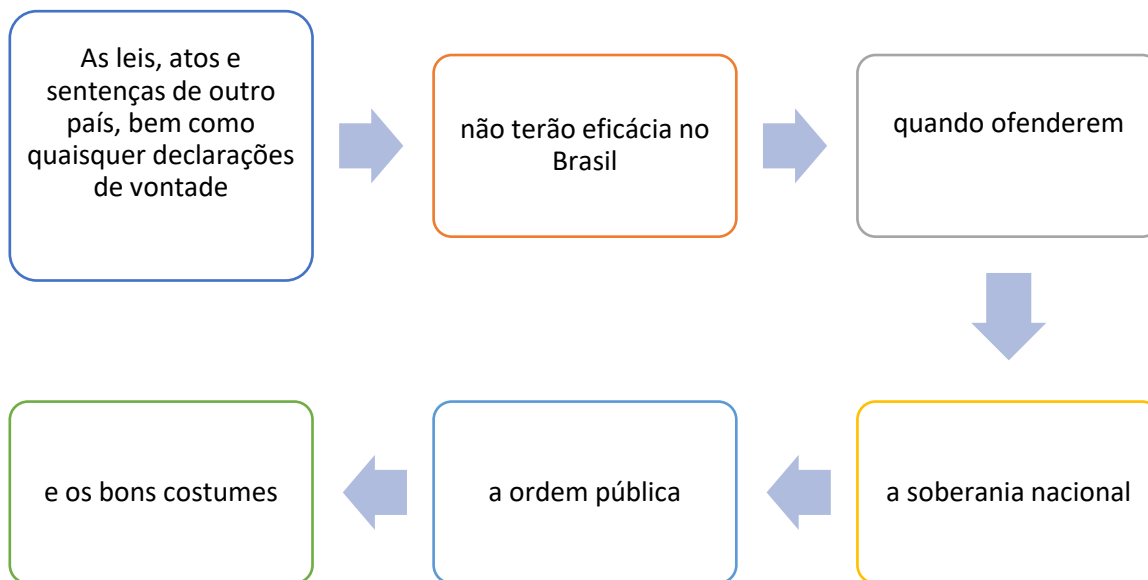 As leis, atos e
sentenças de outro
país, bem como
quaisquer declarações
de vontade
não terão eficácia no
Brasil
quando ofenderem
a soberania nacional
a ordem pública
e os bons costumes